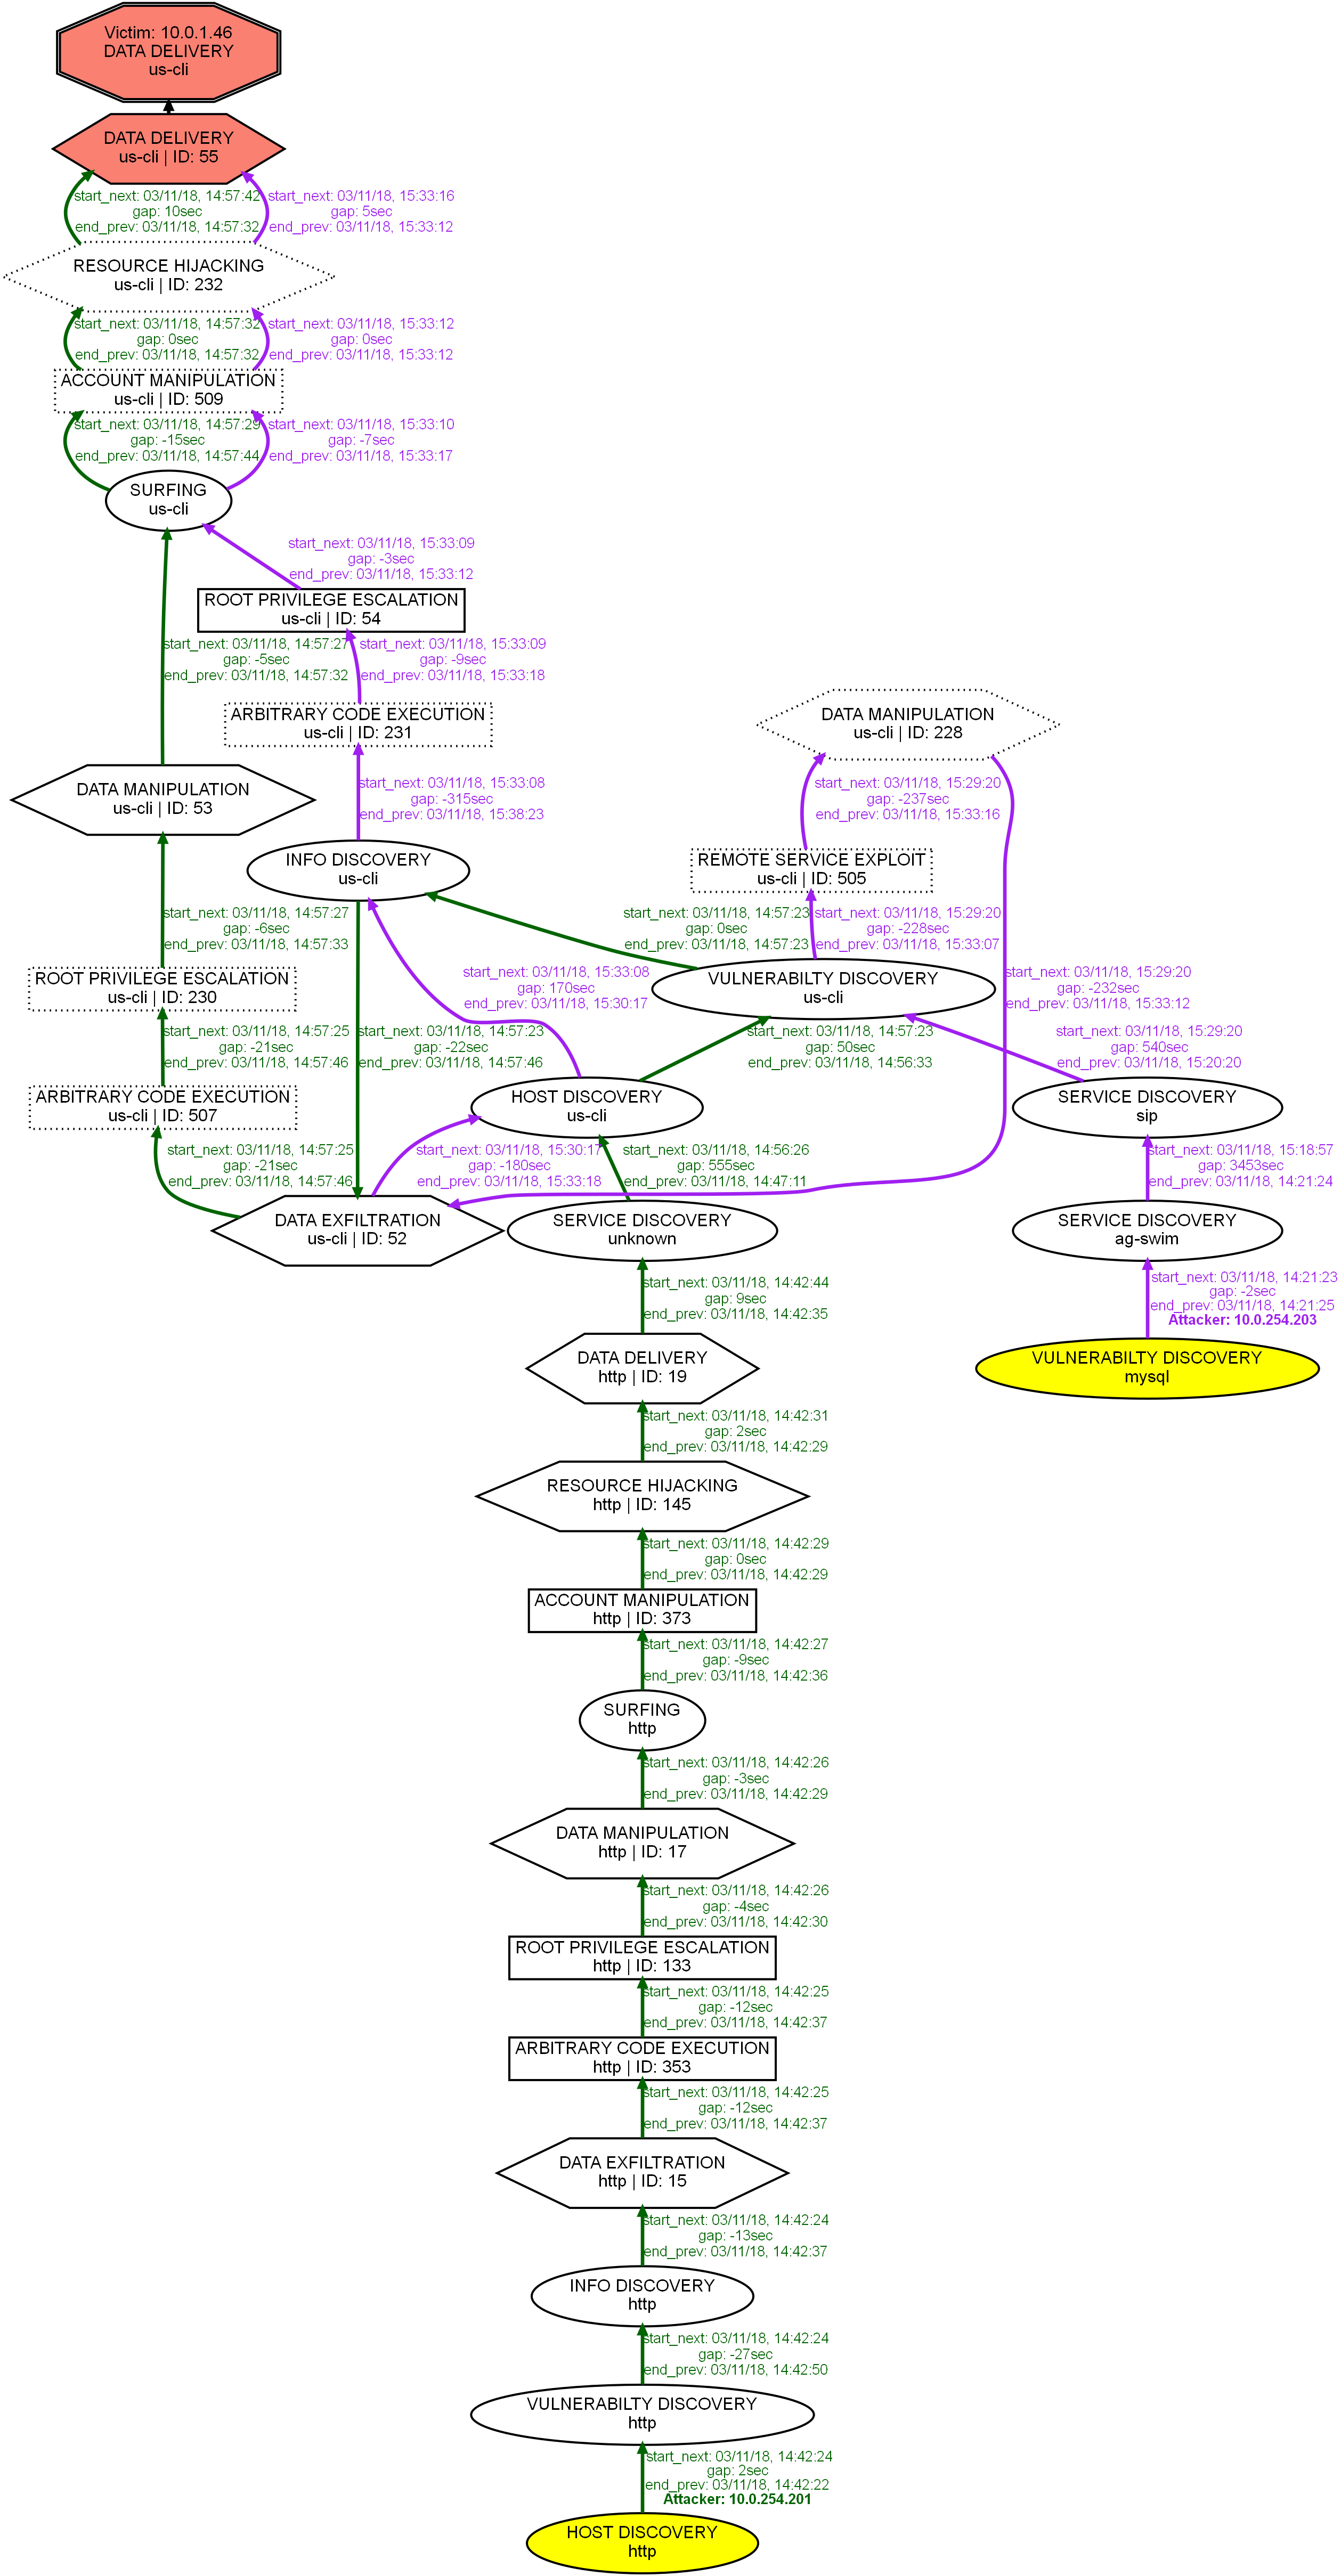 Victim: 10.0.1.46
DATA DELIVERY
us-cli
DATA DELIVERY
us-cli | ID: 55
start_next: 03/11/18, 14:57:42
gap: 10sec
end_prev: 03/11/18, 14:57:32
start_next: 03/11/18, 15:33:16
gap: 5sec
end_prev: 03/11/18, 15:33:12
RESOURCE HIJACKING
us-cli | ID: 232
start_next: 03/11/18, 14:57:32
gap: 0sec
end_prev: 03/11/18, 14:57:32
start_next: 03/11/18, 15:33:12
gap: 0sec
end_prev: 03/11/18, 15:33:12
ACCOUNT MANIPULATION
us-cli | ID: 509
start_next: 03/11/18, 14:57:29
gap: -15sec
end_prev: 03/11/18, 14:57:44
start_next: 03/11/18, 15:33:10
gap: -7sec
end_prev: 03/11/18, 15:33:17
SURFING
us-cli
start_next: 03/11/18, 15:33:09
gap: -3sec
end_prev: 03/11/18, 15:33:12
ROOT PRIVILEGE ESCALATION
us-cli | ID: 54
start_next: 03/11/18, 14:57:27
gap: -5sec
end_prev: 03/11/18, 14:57:32
start_next: 03/11/18, 15:33:09
gap: -9sec
end_prev: 03/11/18, 15:33:18
ARBITRARY CODE EXECUTION
us-cli | ID: 231
DATA MANIPULATION
us-cli | ID: 228
DATA MANIPULATION
us-cli | ID: 53
start_next: 03/11/18, 15:33:08
gap: -315sec
end_prev: 03/11/18, 15:38:23
start_next: 03/11/18, 15:29:20
gap: -237sec
end_prev: 03/11/18, 15:33:16
INFO DISCOVERY
us-cli
REMOTE SERVICE EXPLOIT
us-cli | ID: 505
start_next: 03/11/18, 14:57:27
gap: -6sec
end_prev: 03/11/18, 14:57:33
start_next: 03/11/18, 14:57:23
gap: 0sec
end_prev: 03/11/18, 14:57:23
start_next: 03/11/18, 15:29:20
gap: -228sec
end_prev: 03/11/18, 15:33:07
ROOT PRIVILEGE ESCALATION
us-cli | ID: 230
start_next: 03/11/18, 15:33:08
gap: 170sec
end_prev: 03/11/18, 15:30:17
VULNERABILTY DISCOVERY
us-cli
start_next: 03/11/18, 15:29:20
gap: -232sec
end_prev: 03/11/18, 15:33:12
start_next: 03/11/18, 14:57:25
gap: -21sec
end_prev: 03/11/18, 14:57:46
start_next: 03/11/18, 14:57:23
gap: -22sec
end_prev: 03/11/18, 14:57:46
start_next: 03/11/18, 14:57:23
gap: 50sec
end_prev: 03/11/18, 14:56:33
start_next: 03/11/18, 15:29:20
gap: 540sec
end_prev: 03/11/18, 15:20:20
ARBITRARY CODE EXECUTION
us-cli | ID: 507
HOST DISCOVERY
us-cli
SERVICE DISCOVERY
sip
start_next: 03/11/18, 14:57:25
gap: -21sec
end_prev: 03/11/18, 14:57:46
start_next: 03/11/18, 15:30:17
gap: -180sec
end_prev: 03/11/18, 15:33:18
start_next: 03/11/18, 14:56:26
gap: 555sec
end_prev: 03/11/18, 14:47:11
start_next: 03/11/18, 15:18:57
gap: 3453sec
end_prev: 03/11/18, 14:21:24
DATA EXFILTRATION
us-cli | ID: 52
SERVICE DISCOVERY
unknown
SERVICE DISCOVERY
ag-swim
start_next: 03/11/18, 14:42:44
gap: 9sec
end_prev: 03/11/18, 14:42:35
start_next: 03/11/18, 14:21:23
gap: -2sec
end_prev: 03/11/18, 14:21:25
Attacker: 10.0.254.203
DATA DELIVERY
http | ID: 19
VULNERABILTY DISCOVERY
mysql
start_next: 03/11/18, 14:42:31
gap: 2sec
end_prev: 03/11/18, 14:42:29
RESOURCE HIJACKING
http | ID: 145
start_next: 03/11/18, 14:42:29
gap: 0sec
end_prev: 03/11/18, 14:42:29
ACCOUNT MANIPULATION
http | ID: 373
start_next: 03/11/18, 14:42:27
gap: -9sec
end_prev: 03/11/18, 14:42:36
SURFING
http
start_next: 03/11/18, 14:42:26
gap: -3sec
end_prev: 03/11/18, 14:42:29
DATA MANIPULATION
http | ID: 17
start_next: 03/11/18, 14:42:26
gap: -4sec
end_prev: 03/11/18, 14:42:30
ROOT PRIVILEGE ESCALATION
http | ID: 133
start_next: 03/11/18, 14:42:25
gap: -12sec
end_prev: 03/11/18, 14:42:37
ARBITRARY CODE EXECUTION
http | ID: 353
start_next: 03/11/18, 14:42:25
gap: -12sec
end_prev: 03/11/18, 14:42:37
DATA EXFILTRATION
http | ID: 15
start_next: 03/11/18, 14:42:24
gap: -13sec
end_prev: 03/11/18, 14:42:37
INFO DISCOVERY
http
start_next: 03/11/18, 14:42:24
gap: -27sec
end_prev: 03/11/18, 14:42:50
VULNERABILTY DISCOVERY
http
start_next: 03/11/18, 14:42:24
gap: 2sec
end_prev: 03/11/18, 14:42:22
Attacker: 10.0.254.201
HOST DISCOVERY
http